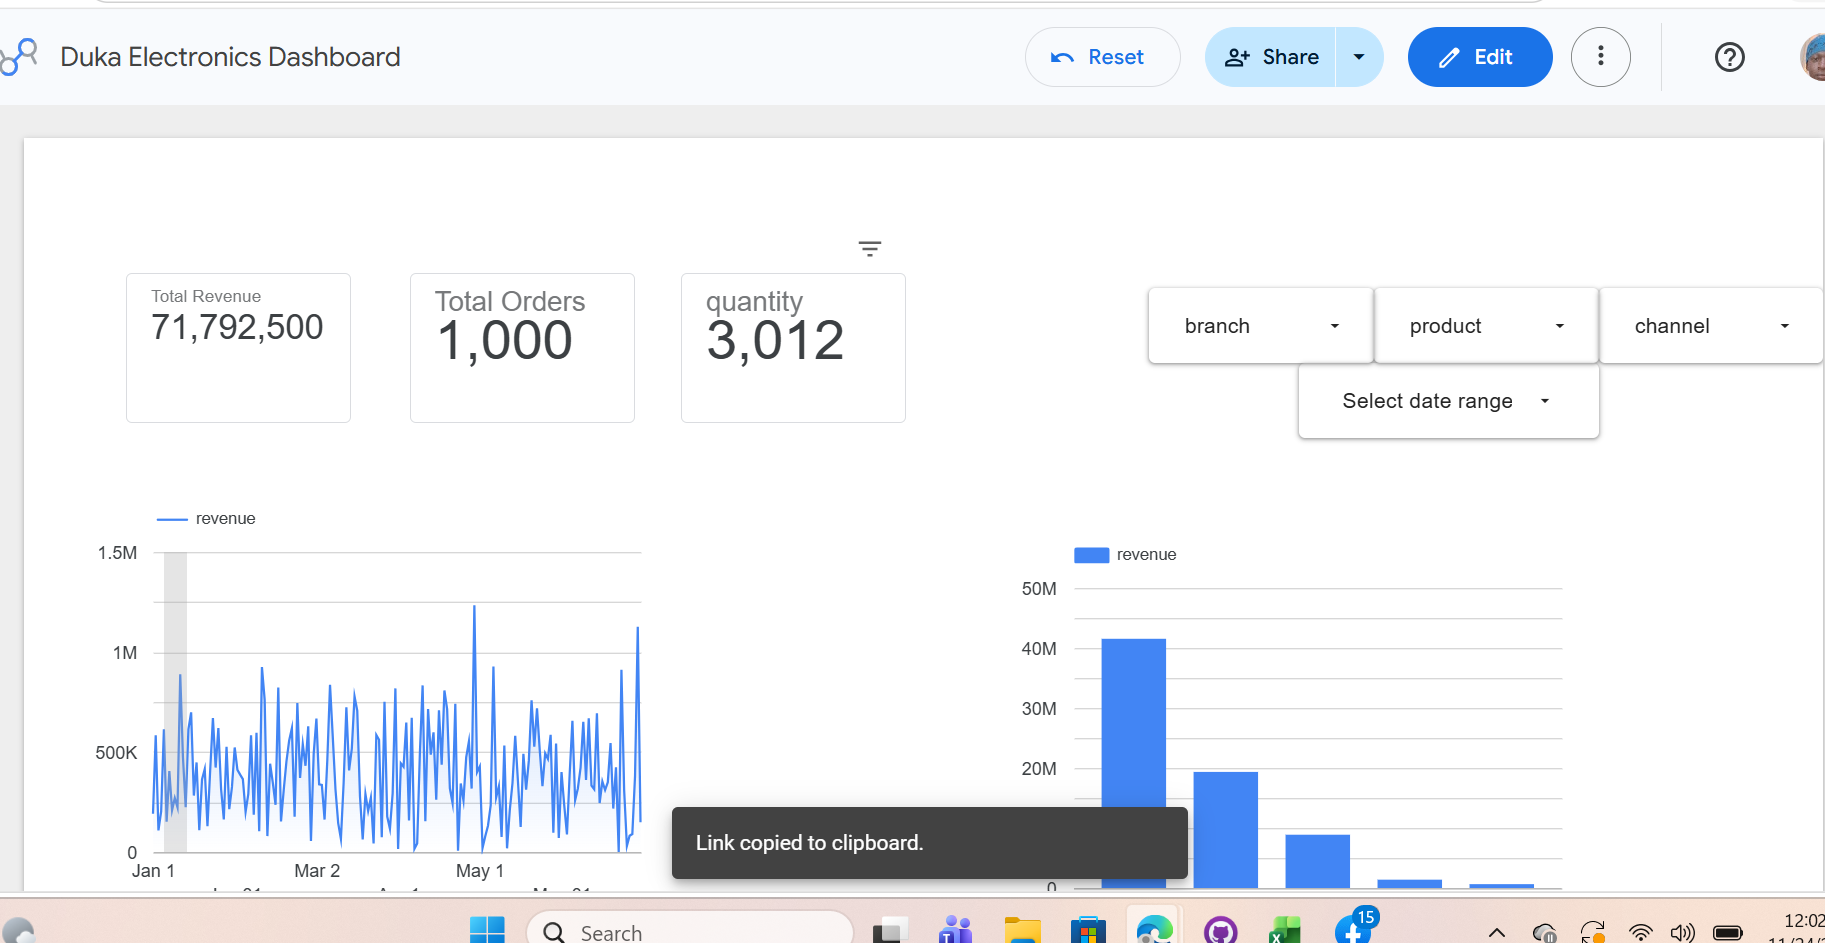 Duka Electronics Dashboard
Reset
Share
Edit
Total Revenue
71,792,500
Total Orders
1,000
quantity
3,012
branch
product
channel
Select date range
revenue
1.5M
1M
500K
0
Jan 1
Mar 2
May 1
revenue
50M
40M
30M
20M
0
Link copied to clipboard.
Search
15
12:02